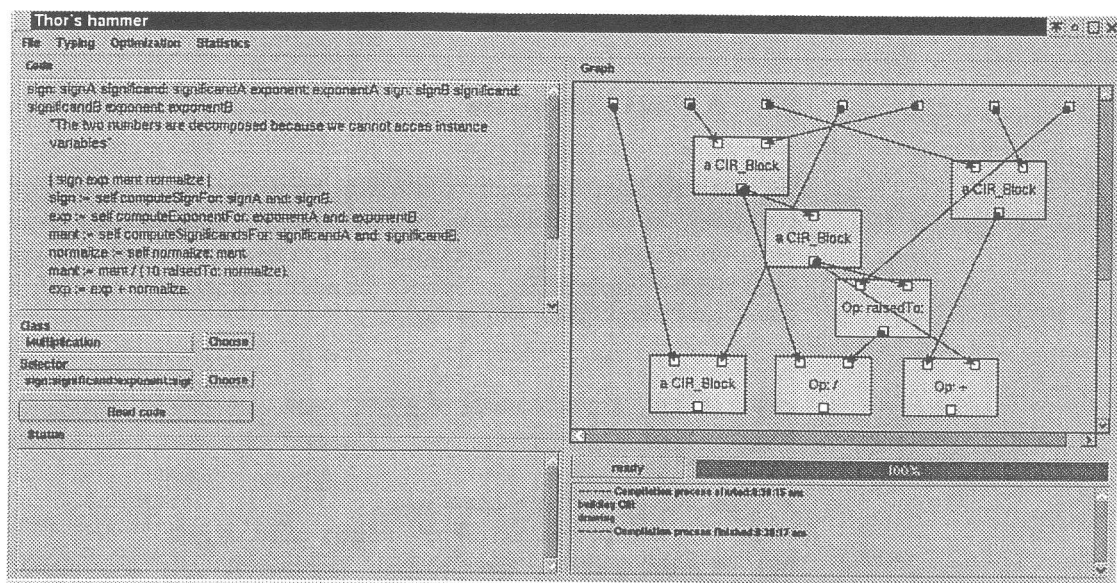 Thor's hammer
File Typing Optimization Statistics
Code
sign: signA significand: significandA exponent: exponentA sign: signB significand:
significandB exponent: exponentB
"The two numbers are decomposed because we cannot acces instance
variables"
| sign exp mant normalize |
sign := self computeSignFor: signA and: signB.
exp := self computeExponentFor: exponentA and: exponentB.
mant := self computeSignificandsFor: significandA and: significandB.
normalize := self normalize: mant.
mant := mant / (10 raisedTo: normalize).
exp := exp + normalize.
Class
Multiplication Choose
Selector
sign:significand:exponent:sig Choose
Read code
Status
Graph
a CIR_Block
a CIR_Block
a CIR_Block
Op: raisedTo:
a CIR_Block Op: / Op: +
ready 100%
------- Compilation process started:8:38:15 am
building CIR
drawing
------- Compilation process finished:8:38:17 am